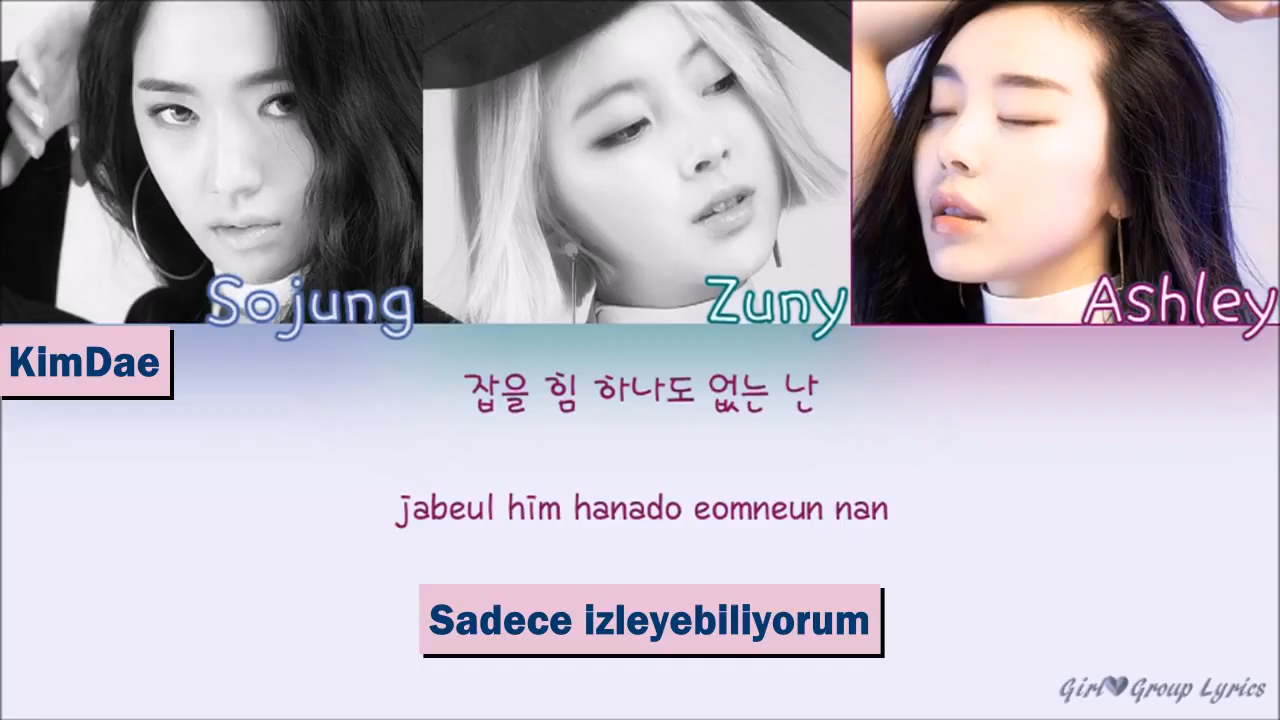 Sojung
Zuny
Ashley
KimDae
잡을 힘 하나도 없는 난
jabeul him hanado eomneun nan
Sadece izleyebiliyorum
Girl Group Lyrics